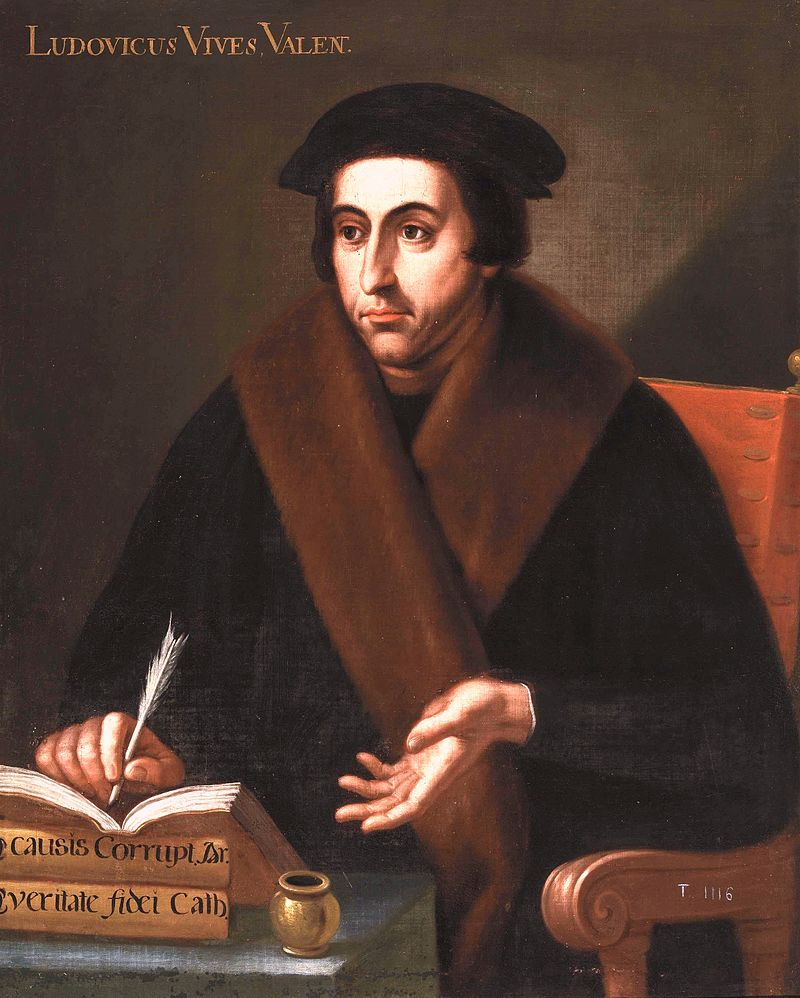 LUDOVICUS VIVES, VALEN.
causis Corrupt. Ar.
veritate fidei Cath.
T. 1116